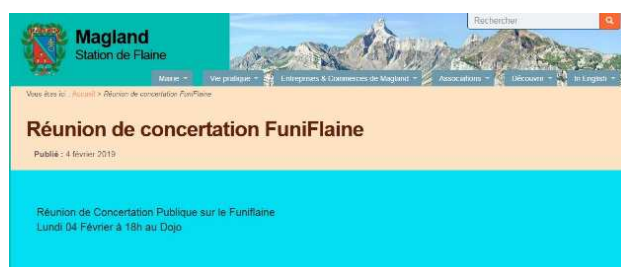 Magland
Station de Flaine
Rechercher
Mairie
Vie pratique
Entreprises & Commerces de Magland
Associations
Découvrir
In English
Vous êtes ici : Accueil > Réunion de concertation FuniFlaine
Réunion de concertation FuniFlaine
Publié : 4 février 2019
Réunion de Concertation Publique sur le Funiflaine
Lundi 04 Février à 18h au Dojo